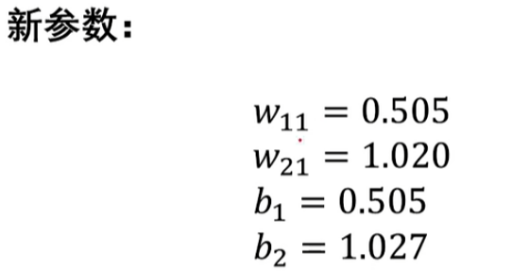 新参数：
w₁₁ = 0.505
w₂₁ = 1.020
b₁ = 0.505
b₂ = 1.027